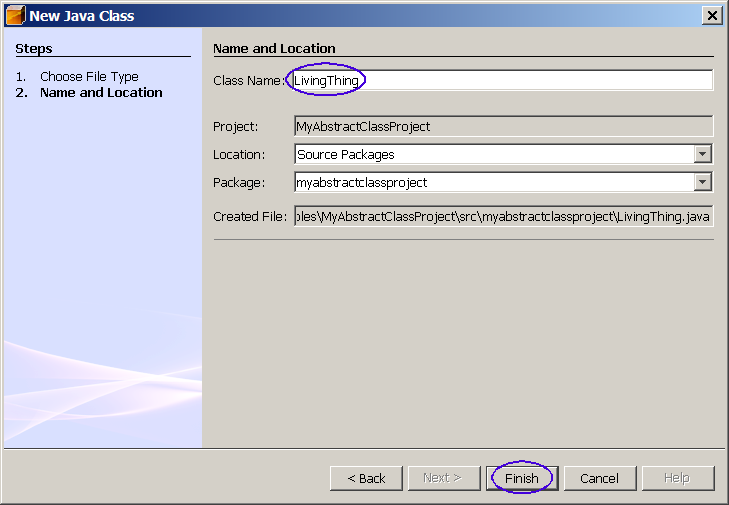 New Java Class
Steps
1. Choose File Type
2. Name and Location
Name and Location
Class Name: LivingThing
Project: MyAbstractClassProject
Location: Source Packages
Package: myabstractclassproject
Created File: ples\MyAbstractClassProject\src\myabstractclassproject\LivingThing.java
< Back Next > Finish Cancel Help